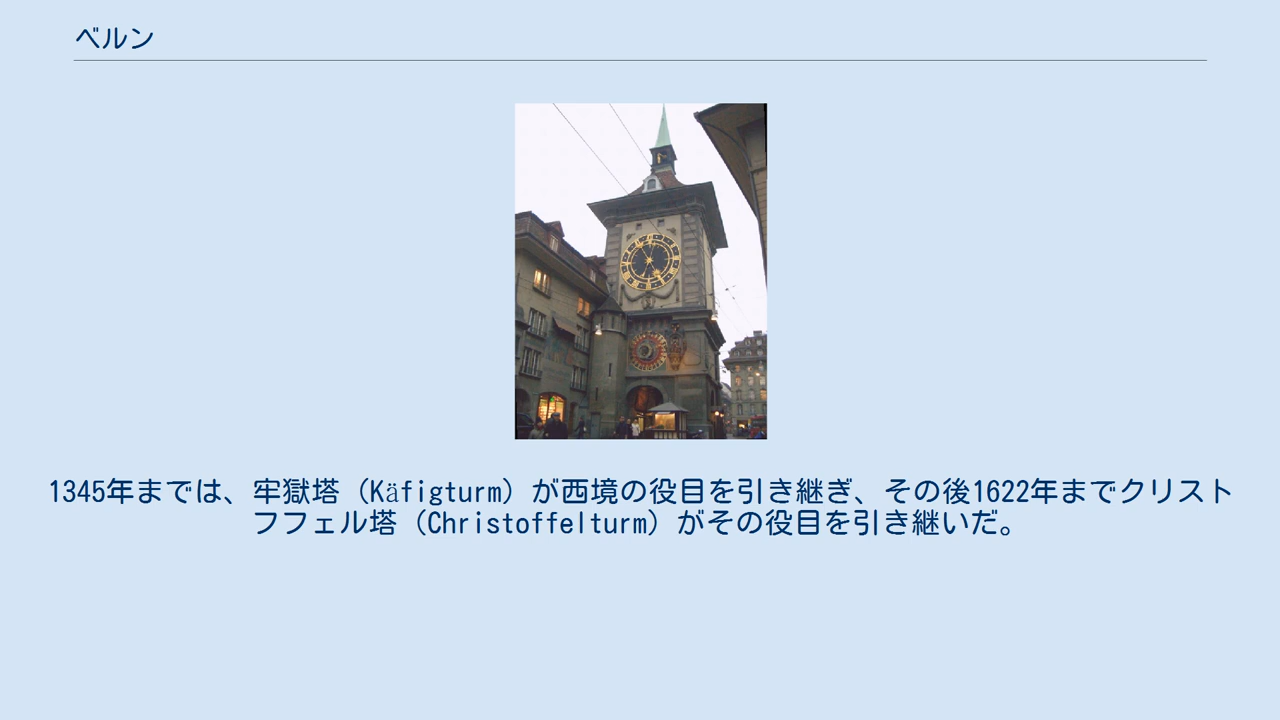 ベルン
1345年までは、牢獄塔（Käfigturm）が西境の役目を引き継ぎ、その後1622年までクリスト
フフェル塔（Christoffelturm）がその役目を引き継いだ。